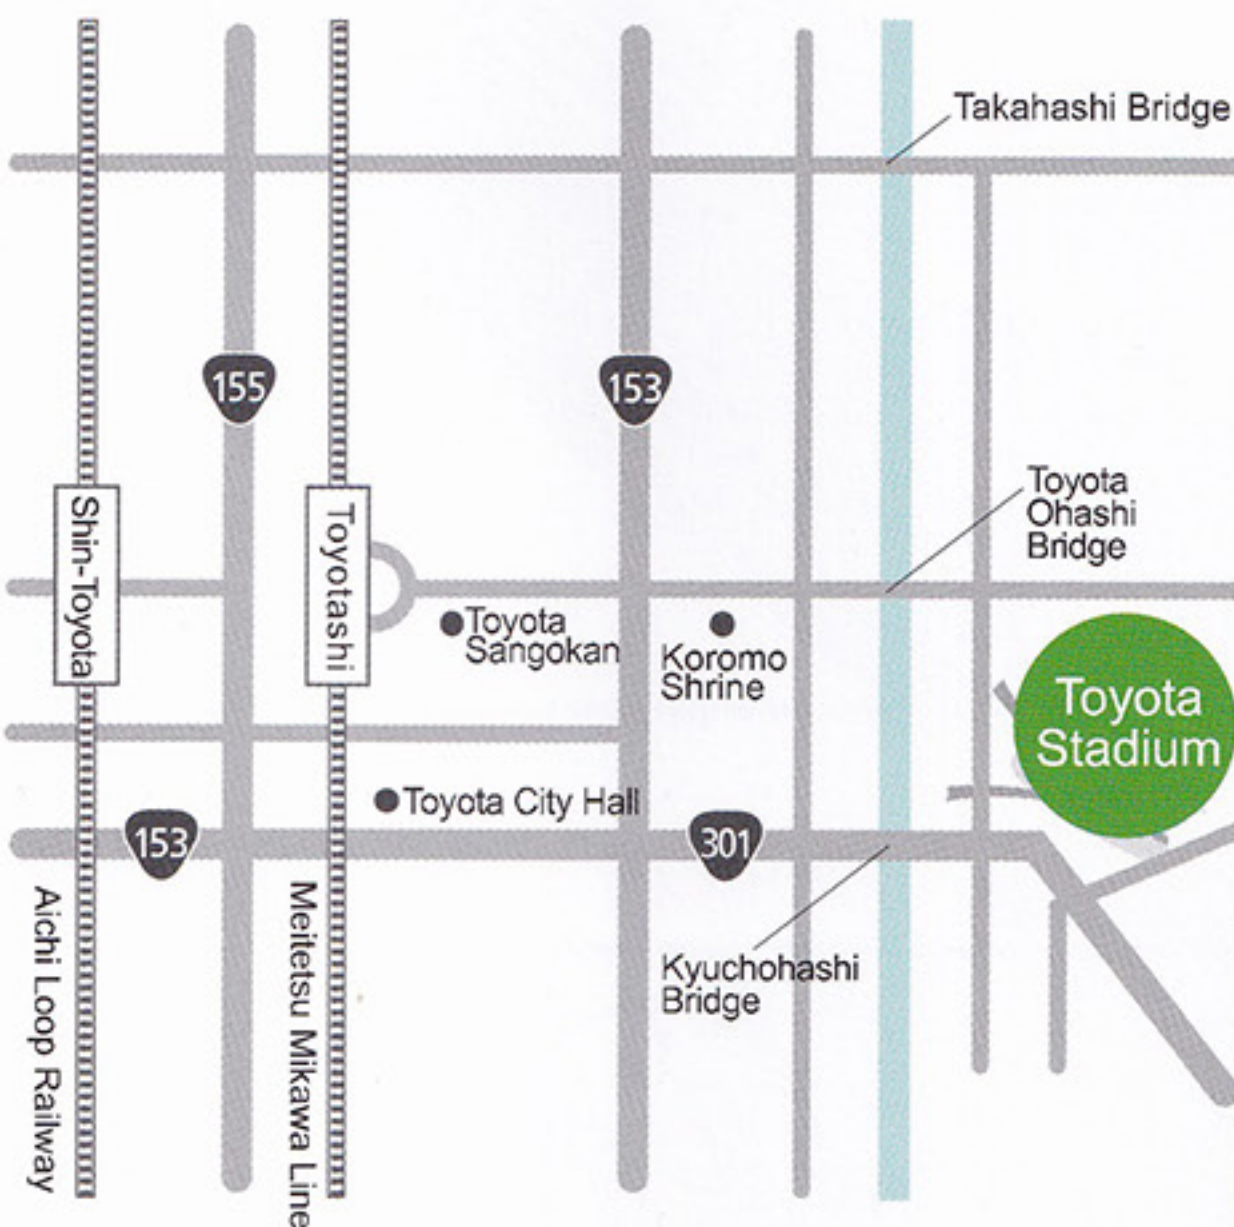 Takahashi Bridge
155
153
Toyota
Ohashi
Bridge
Shin-Toyota
Toyotashi
Toyota
Sangokan
Koromo
Shrine
Toyota
Stadium
Toyota City Hall
153
301
Aichi Loop Railway
Meitetsu Mikawa Line
Kyuchohashi
Bridge